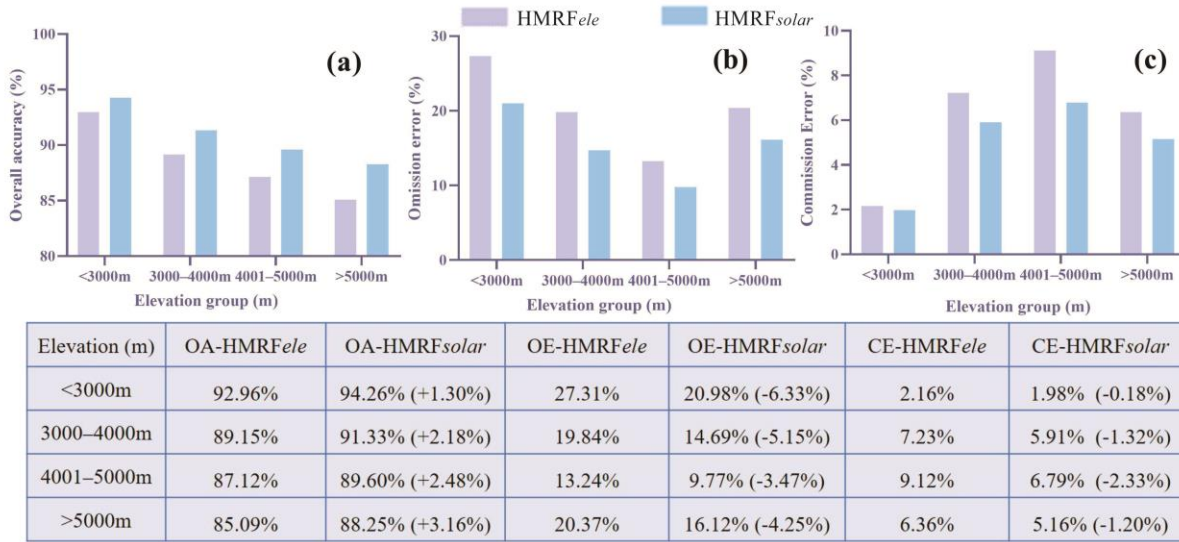 HMRFele HMRFsolar
(a)
Overall accuracy (%)
100
95
90
85
80
<3000m 3000–4000m 4001–5000m >5000m
Elevation group (m)
(b)
Omission error (%)
30
20
10
0
<3000m 3000–4000m 4001–5000m >5000m
Elevation group (m)
(c)
Commission Error (%)
10
8
6
4
2
0
<3000m 3000–4000m 4001–5000m >5000m
Elevation group (m)
Elevation (m) OA-HMRFele OA-HMRFsolar OE-HMRFele OE-HMRFsolar CE-HMRFele CE-HMRFsolar
<3000m 92.96% 94.26% (+1.30%) 27.31% 20.98% (-6.33%) 2.16% 1.98% (-0.18%)
3000–4000m 89.15% 91.33% (+2.18%) 19.84% 14.69% (-5.15%) 7.23% 5.91% (-1.32%)
4001–5000m 87.12% 89.60% (+2.48%) 13.24% 9.77% (-3.47%) 9.12% 6.79% (-2.33%)
>5000m 85.09% 88.25% (+3.16%) 20.37% 16.12% (-4.25%) 6.36% 5.16% (-1.20%)